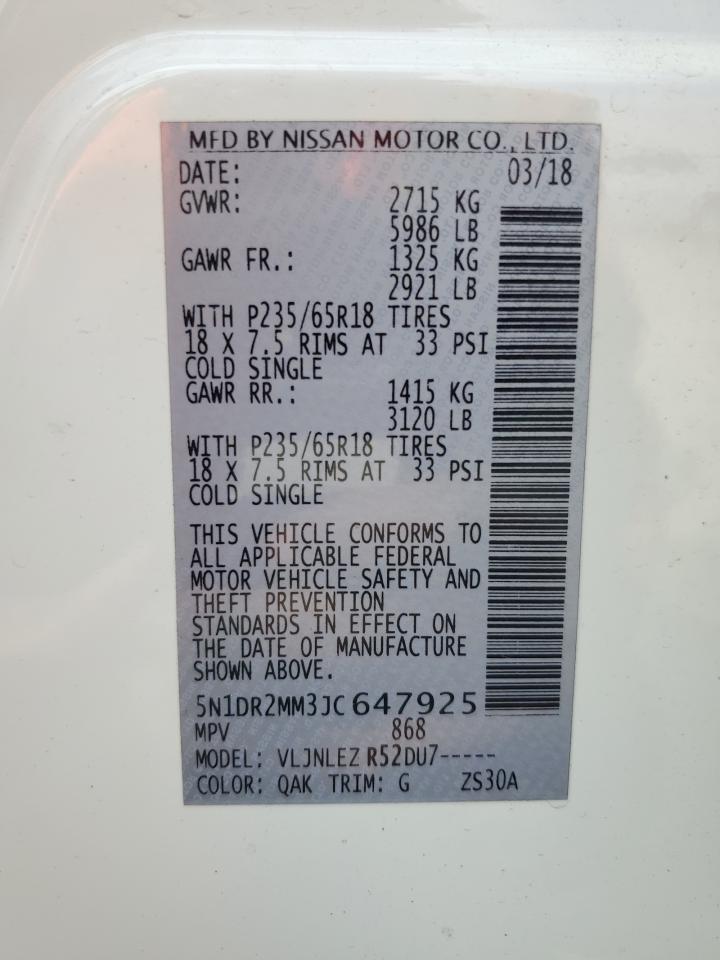 MFD BY NISSAN MOTOR CO., LTD.
DATE: 03/18
GVWR: 2715 KG
5986 LB
GAWR FR.: 1325 KG
2921 LB
WITH P235/65R18 TIRES
18 X 7.5 RIMS AT 33 PSI
COLD SINGLE
GAWR RR.: 1415 KG
3120 LB
WITH P235/65R18 TIRES
18 X 7.5 RIMS AT 33 PSI
COLD SINGLE
THIS VEHICLE CONFORMS TO
ALL APPLICABLE FEDERAL
MOTOR VEHICLE SAFETY AND
THEFT PREVENTION
STANDARDS IN EFFECT ON
THE DATE OF MANUFACTURE
SHOWN ABOVE.
5N1DR2MM3JC647925
MPV 868
MODEL: VLJNLEZ R52DU7-----
COLOR: QAK TRIM: G ZS30A